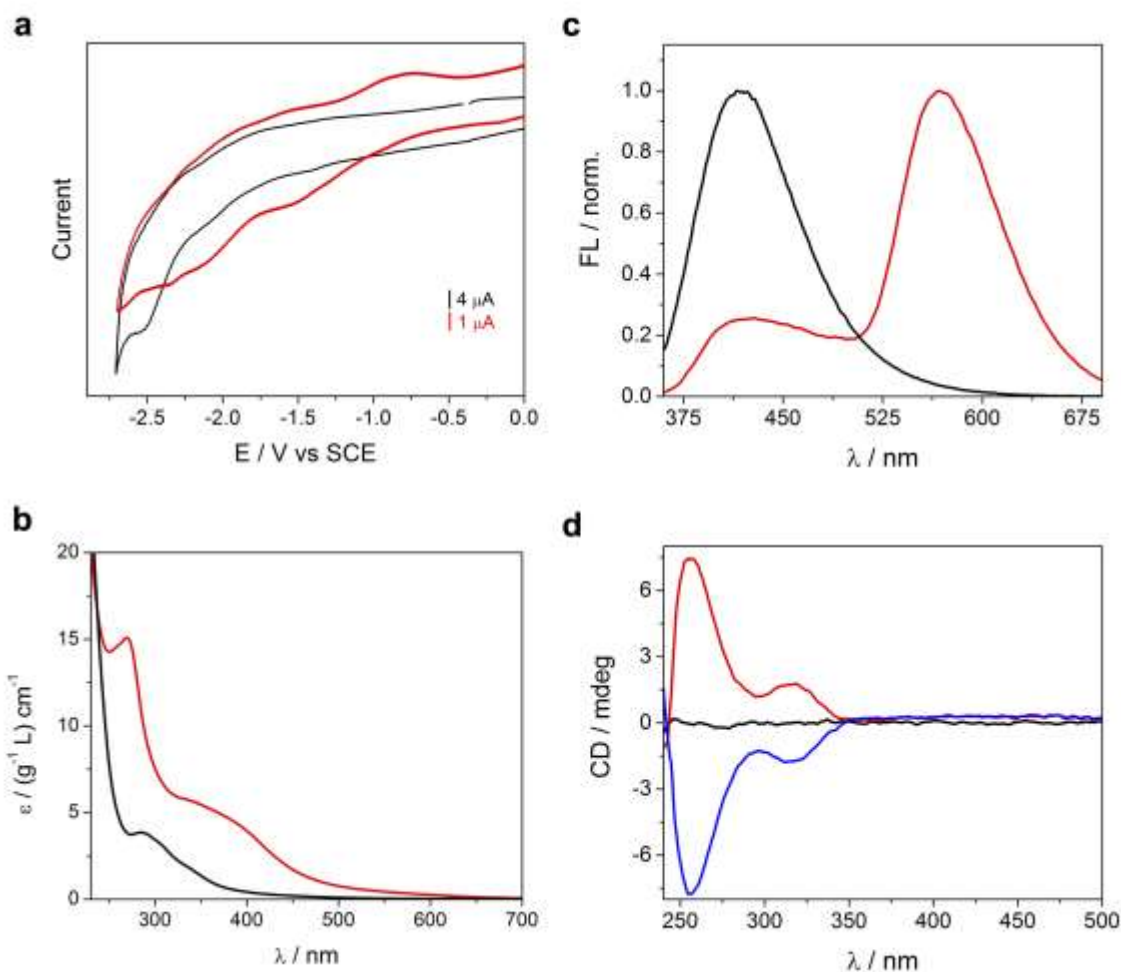 a
Current
4 μA
1 μA
-2.5 -2.0 -1.5 -1.0 -0.5 0.0
E / V vs SCE
c
FL / norm.
1.0
0.8
0.6
0.4
0.2
0.0
375 450 525 600 675
λ / nm
b
ε / (g⁻¹ L) cm⁻¹
20
15
10
5
0
300 400 500 600 700
λ / nm
d
CD / mdeg
6
3
0
-3
-6
250 300 350 400 450 500
λ / nm